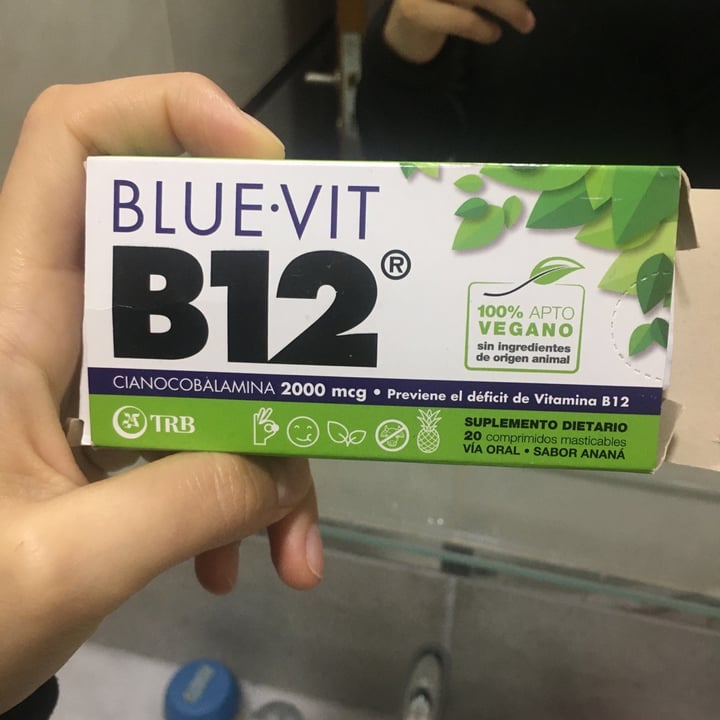 BLUE·VIT
B12®
100% APTO
VEGANO
sin ingredientes
de origen animal
CIANOCOBALAMINA 2000 mcg • Previene el déficit de Vitamina B12
TRB
SUPLEMENTO DIETARIO
20 comprimidos masticables
VÍA ORAL • SABOR ANANÁ